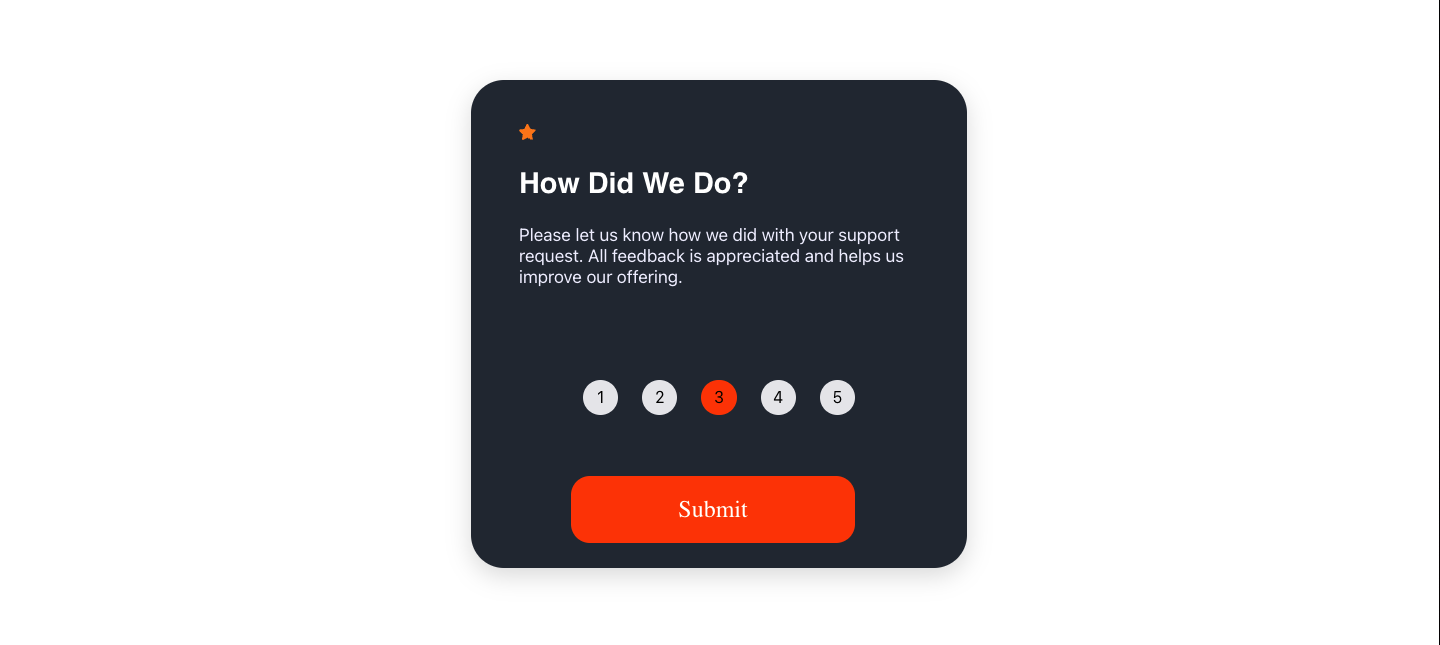 How Did We Do?
Please let us know how we did with your support
request. All feedback is appreciated and helps us
improve our offering.
1 2 3 4 5
Submit